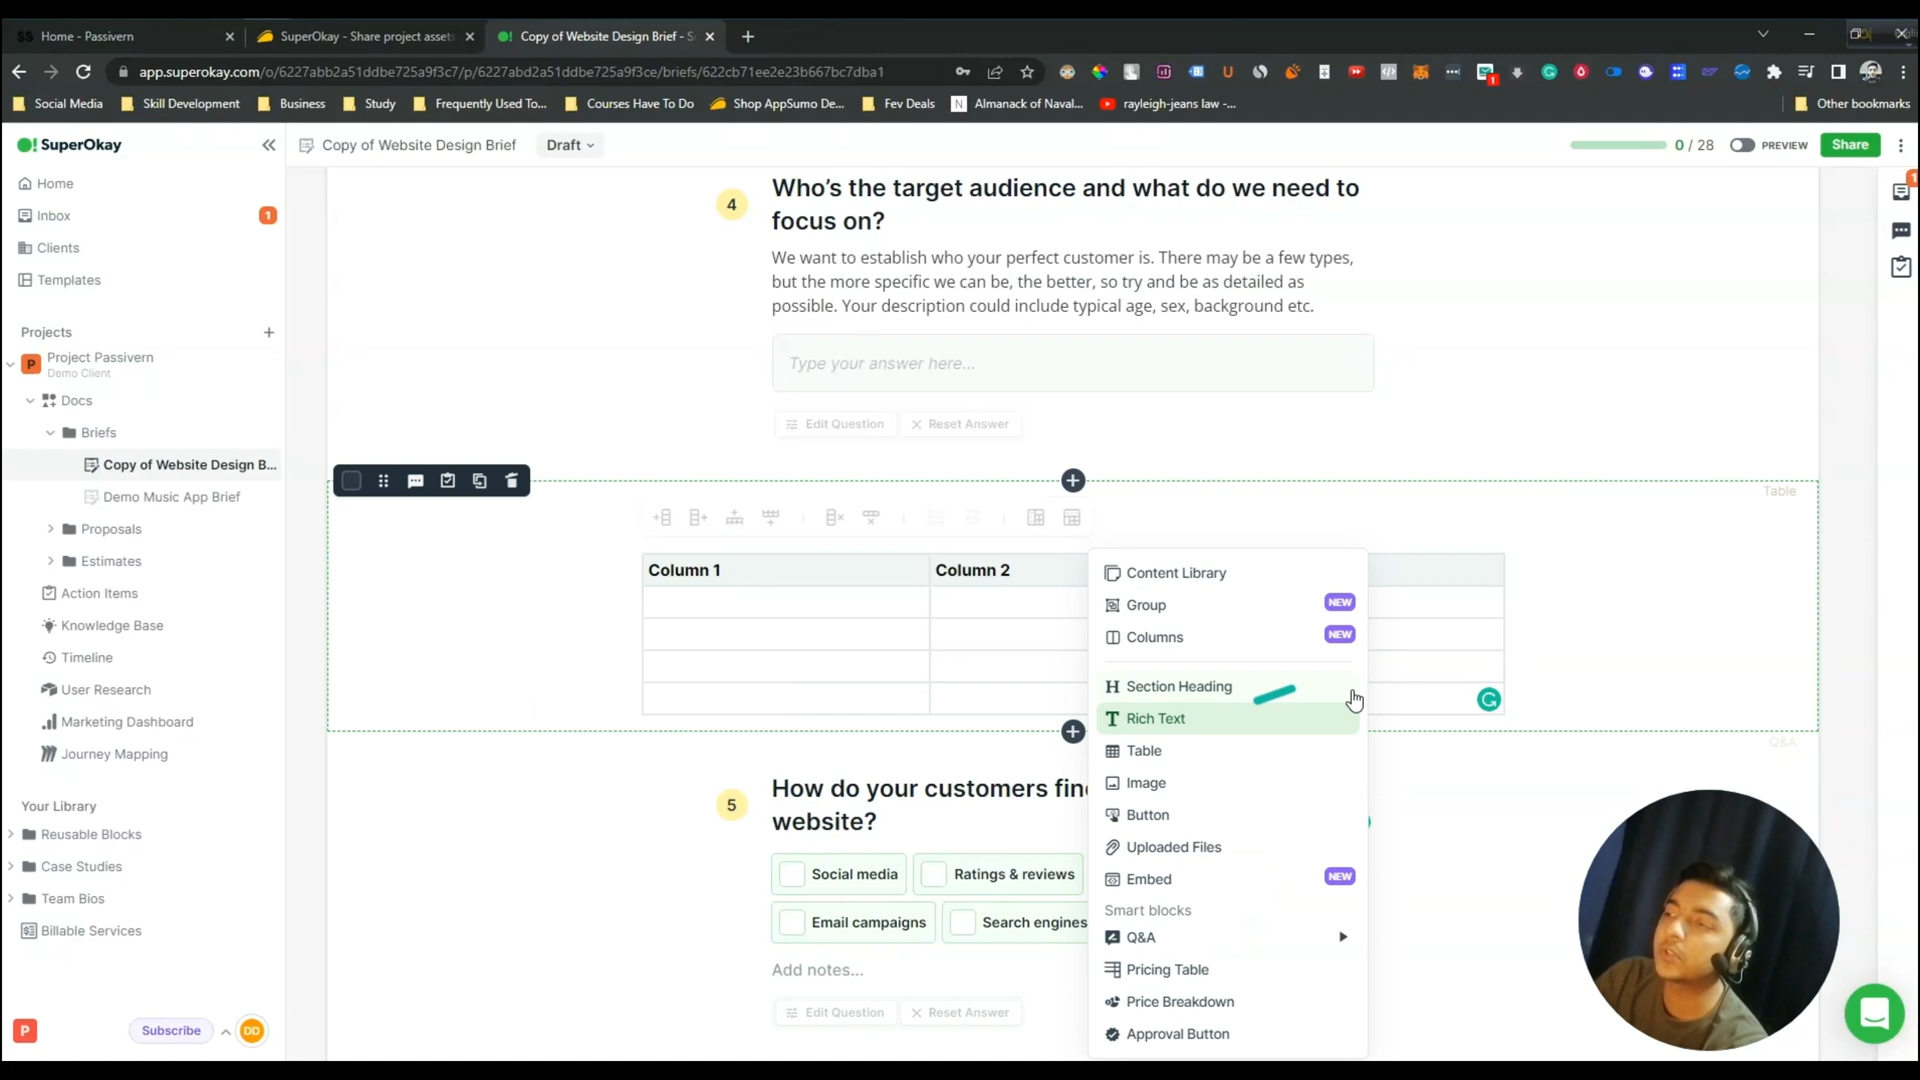 Home - Passivern
SuperOkay - Share project assets
Copy of Website Design Brief - S
app.superokay.com/o/6227abb2a51ddbe725a9f3c7/p/6227abd2a51ddbe725a9f3ce/briefs/622cb71ee2e23b667bc7dba1
Social Media
Skill Development
Business
Study
Frequently Used To...
Courses Have To Do
Shop AppSumo De...
Fev Deals
Almanack of Naval...
rayleigh-jeans law -...
Other bookmarks
SuperOkay
Copy of Website Design Brief
Draft
0 / 28
PREVIEW
Share
Home
Inbox
1
Clients
Templates
Projects
P
Project Passivern
Demo Client
Docs
Briefs
Copy of Website Design B...
Demo Music App Brief
Proposals
Estimates
Action Items
Knowledge Base
Timeline
User Research
Marketing Dashboard
Journey Mapping
Your Library
Reusable Blocks
Case Studies
Team Bios
Billable Services
P
Subscribe
DD
4
Who's the target audience and what do we need to
focus on?
We want to establish who your perfect customer is. There may be a few types,
but the more specific we can be, the better, so try and be as detailed as
possible. Your description could include typical age, sex, background etc.
Type your answer here...
Edit Question
Reset Answer
Table
Column 1
Column 2
Content Library
Group
NEW
Columns
NEW
Section Heading
Rich Text
Table
Image
Button
Uploaded Files
Embed
NEW
Smart blocks
Q&A
Pricing Table
Price Breakdown
Approval Button
Q&A
5
How do your customers fin
website?
Social media
Ratings & reviews
Email campaigns
Search engines
Add notes...
Edit Question
Reset Answer